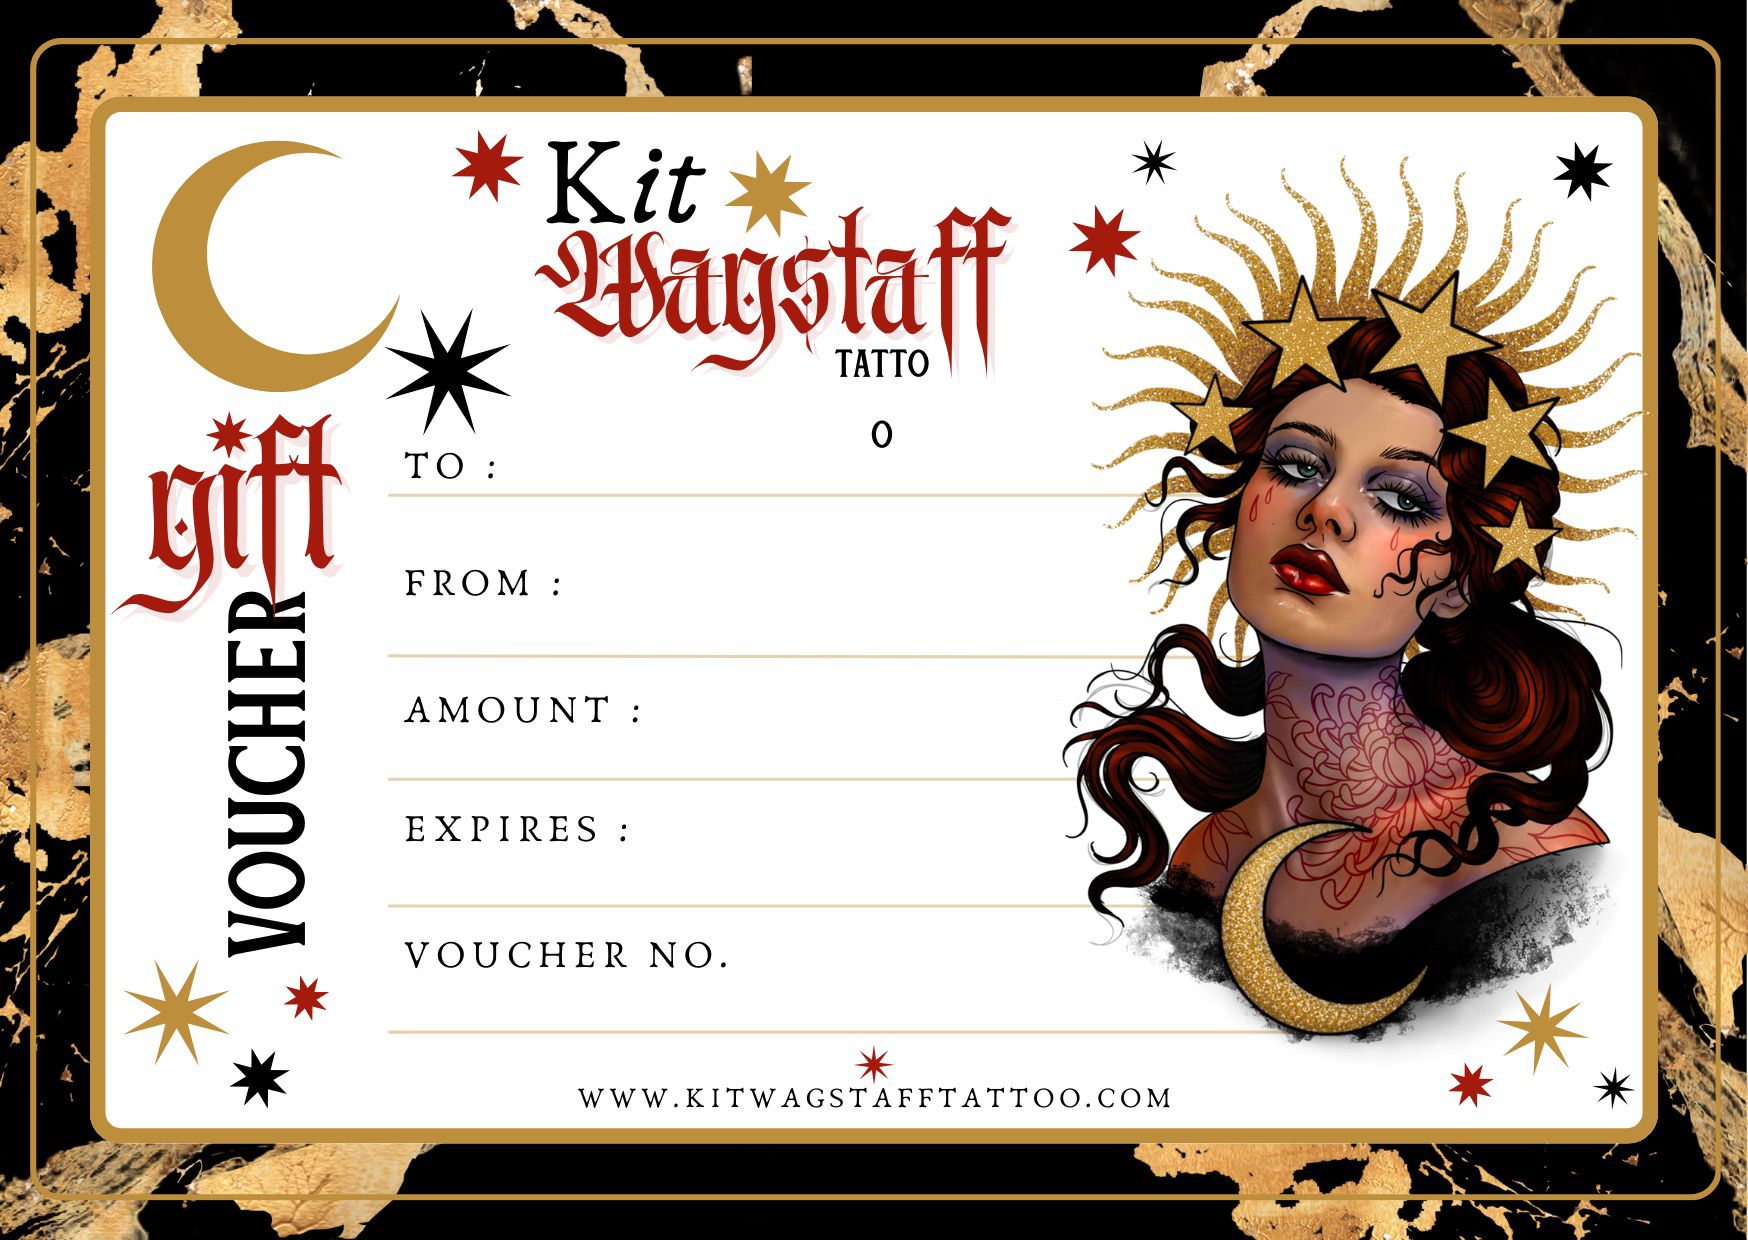 Kit
Wagstaff
TATTO
O
gift
VOUCHER
TO :
FROM :
AMOUNT :
EXPIRES :
VOUCHER NO.
WWW.KITWAGSTAFFTATTOO.COM